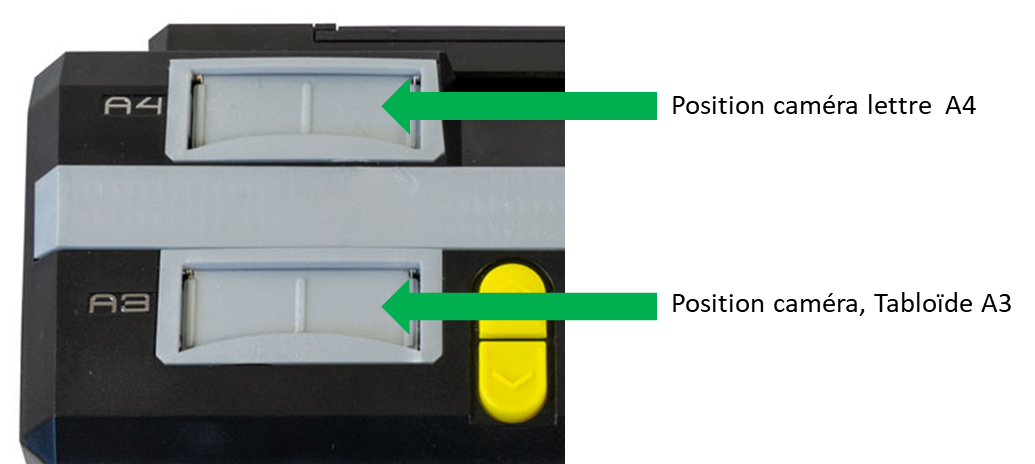 A4
Position caméra lettre  A4
A3
Position caméra, Tabloïde A3